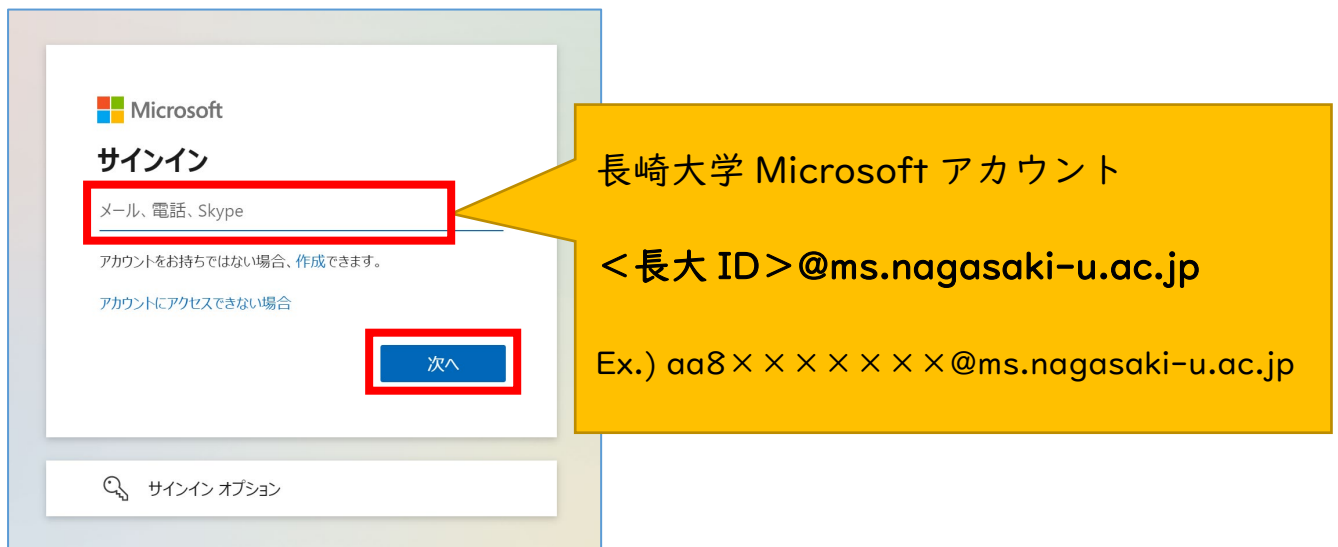 Microsoft
サインイン
メール、電話、Skype
アカウントをお持ちではない場合、作成できます。
アカウントにアクセスできない場合
次へ
サインイン オプション
長崎大学 Microsoft アカウント
＜長大 ID＞@ms.nagasaki-u.ac.jp
Ex.) aa8×××××××@ms.nagasaki-u.ac.jp